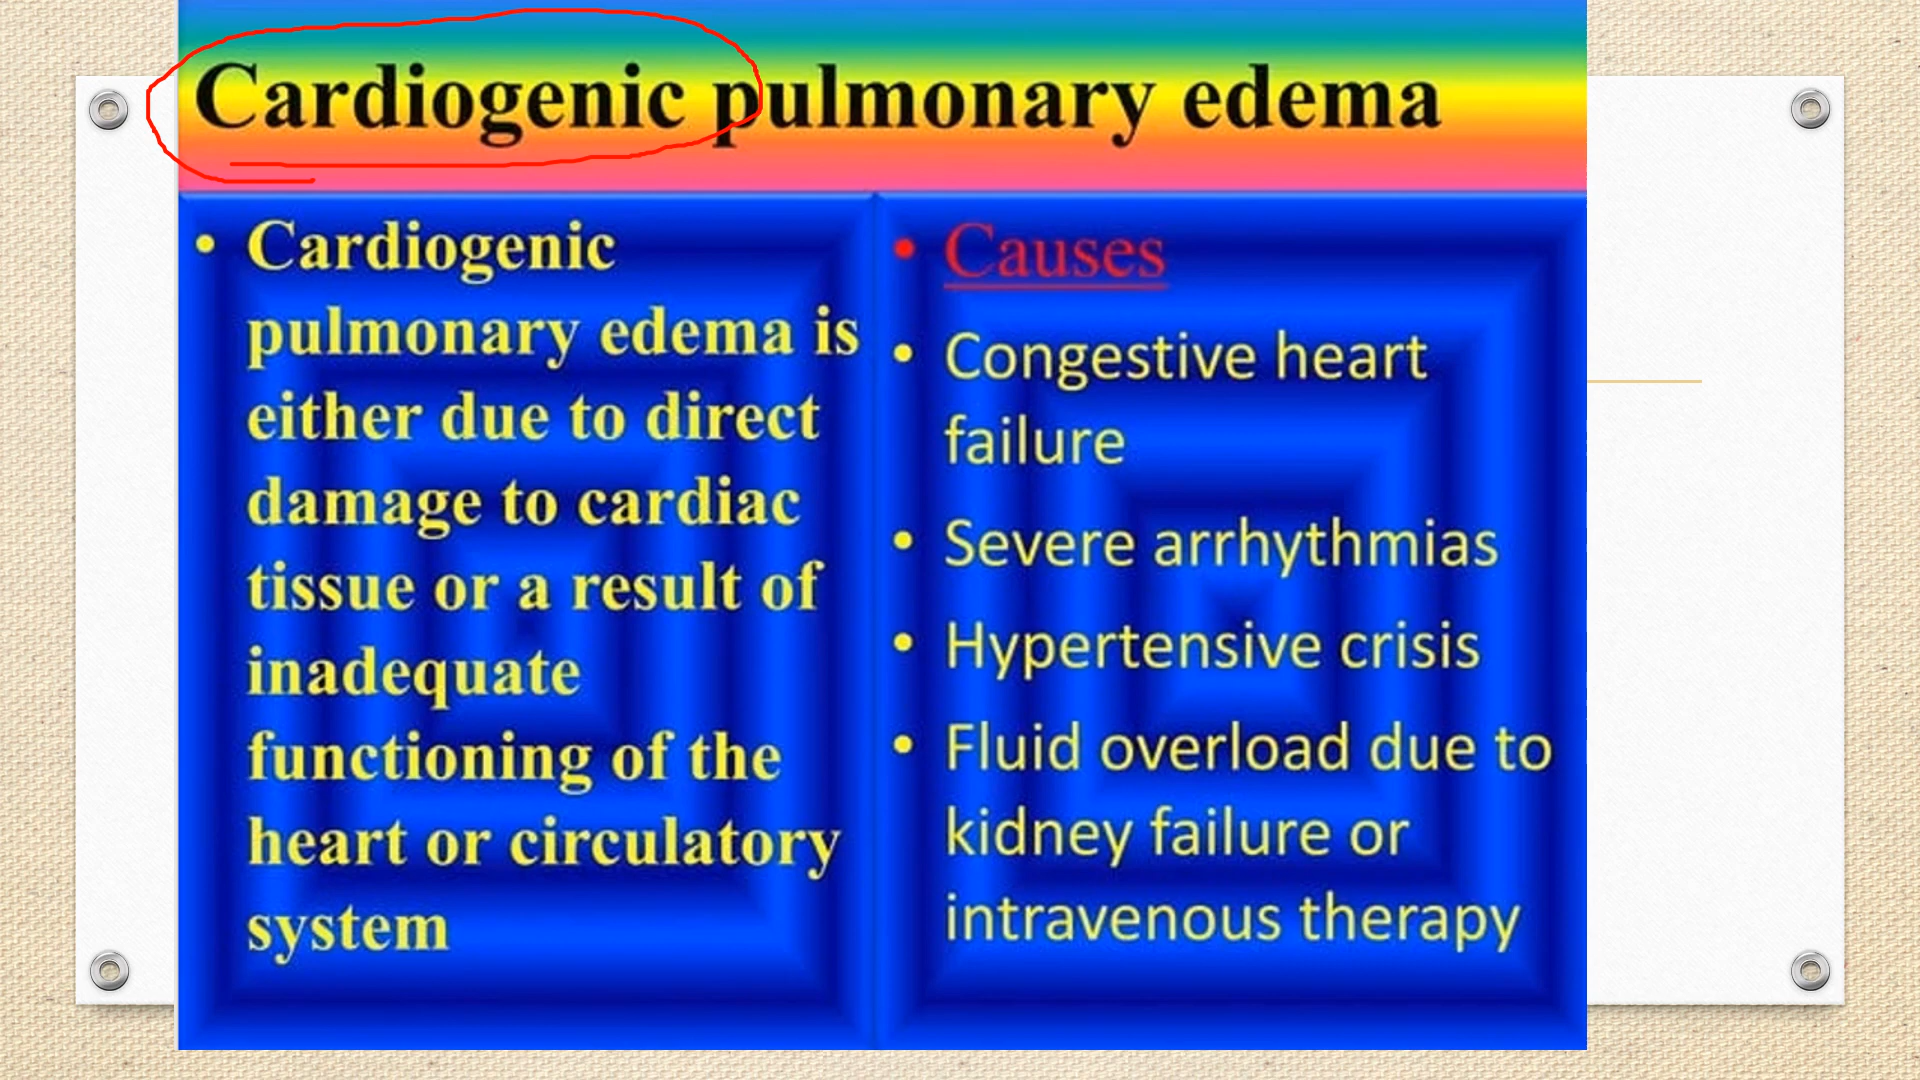 Cardiogenic pulmonary edema
• Cardiogenic
pulmonary edema is
either due to direct
damage to cardiac
tissue or a result of
inadequate
functioning of the
heart or circulatory
system
• Causes
• Congestive heart
failure
• Severe arrhythmias
• Hypertensive crisis
• Fluid overload due to
kidney failure or
intravenous therapy